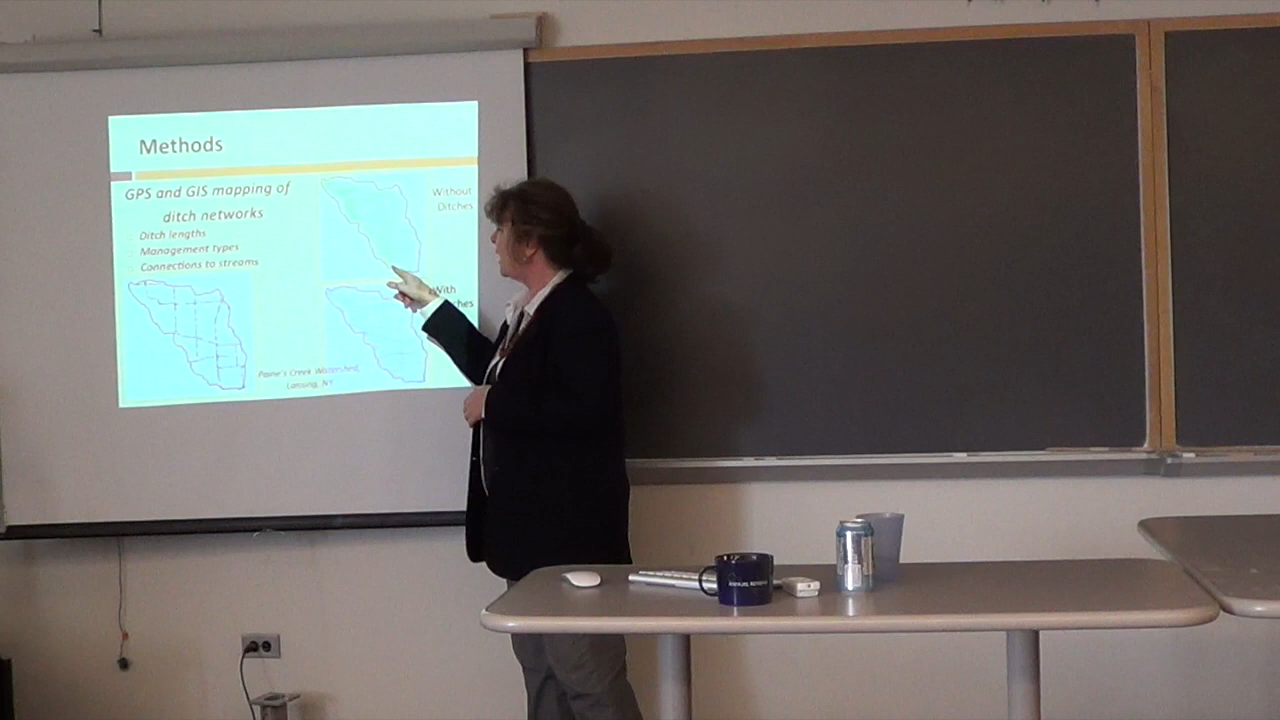 Methods
GPS and GIS mapping of
ditch networks
Ditch lengths
Management types
Connections to streams
Without
Ditches
With
Paine's Creek Watershed,
Lansing, NY